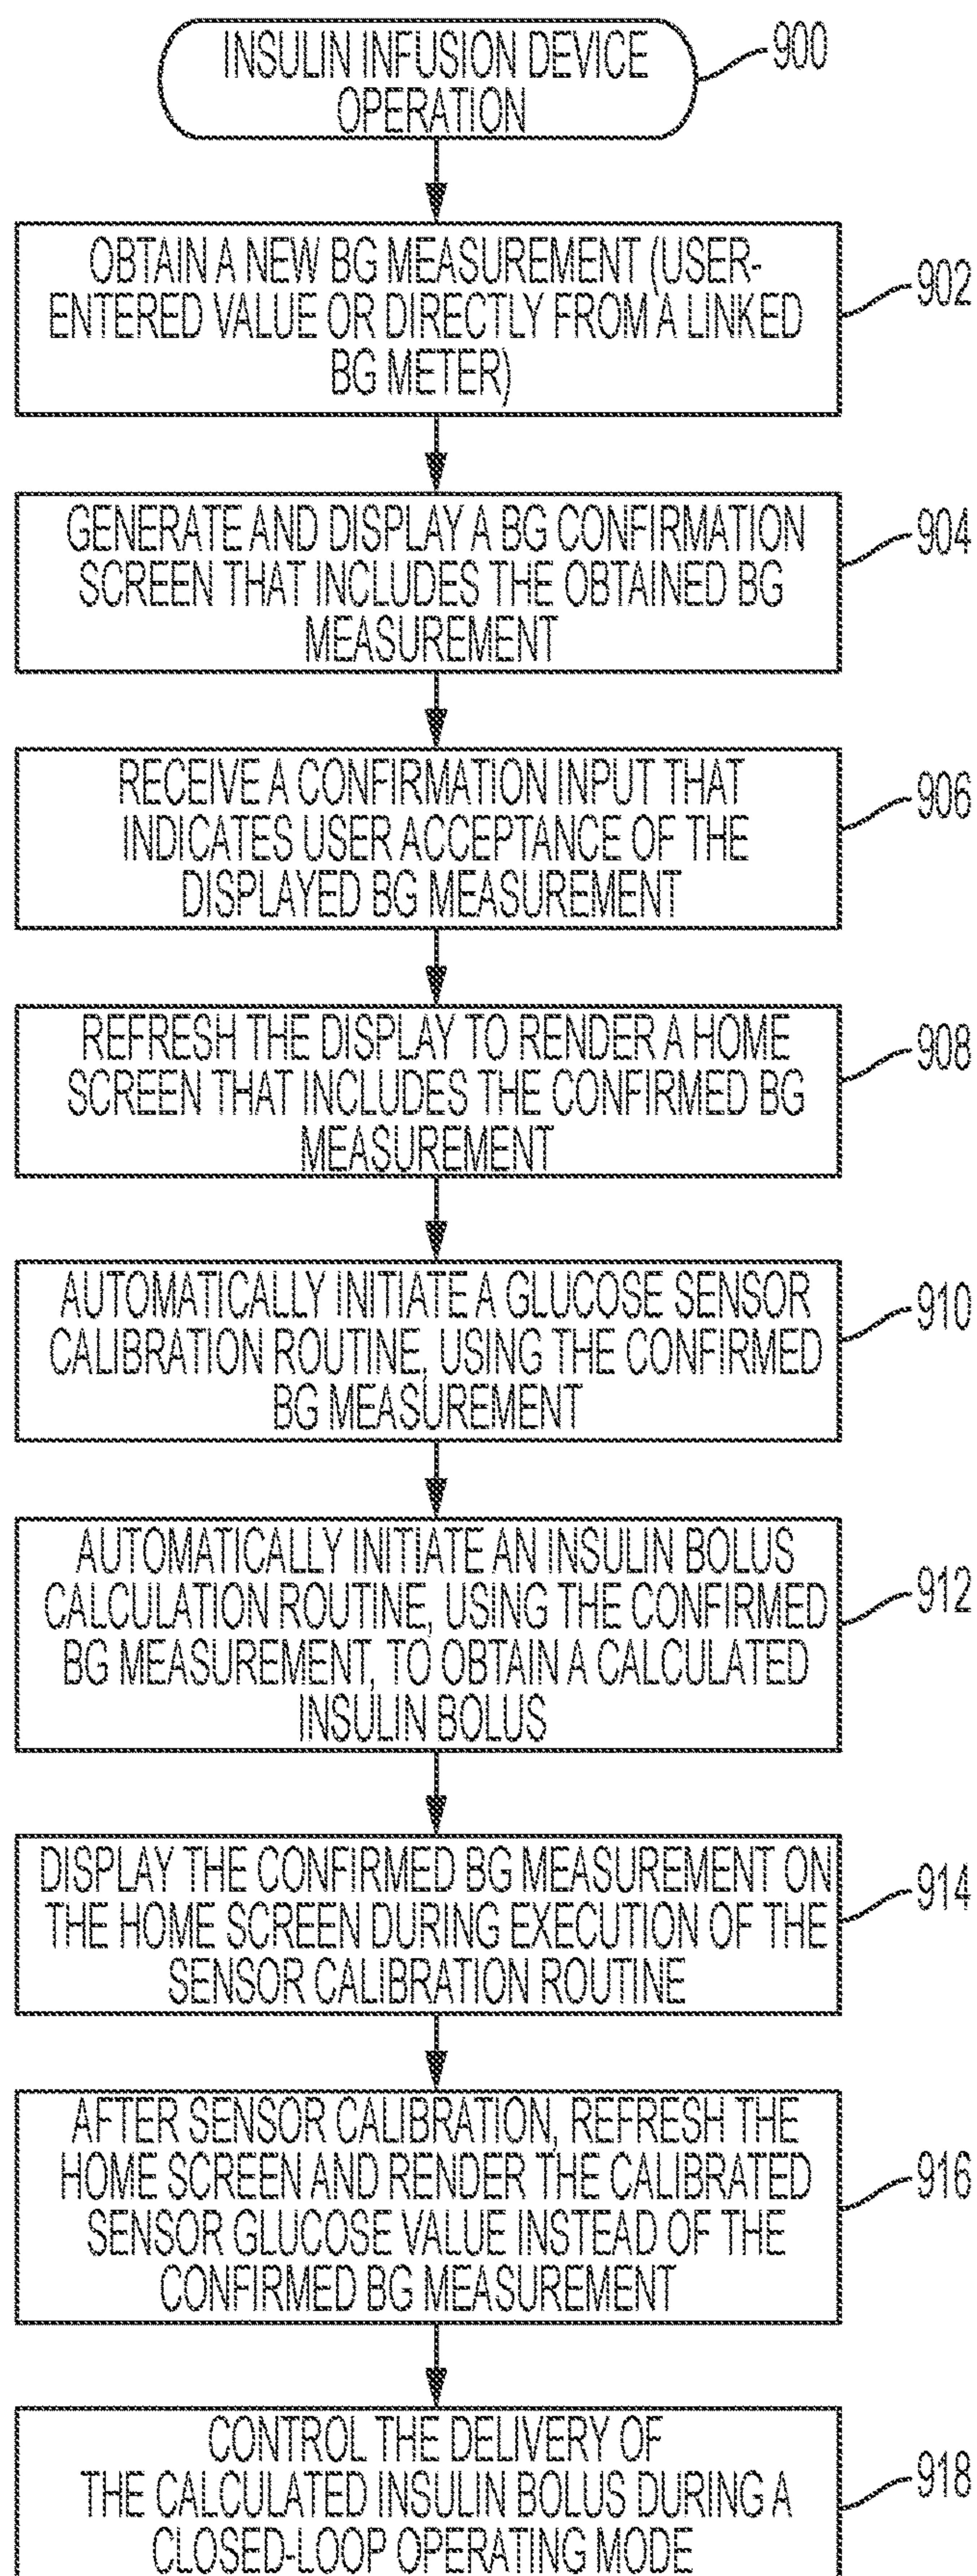 INSULIN INFUSION DEVICE
OPERATION
900
OBTAIN A NEW BG MEASUREMENT (USER-
ENTERED VALUE OR DIRECTLY FROM A LINKED
BG METER)
902
GENERATE AND DISPLAY A BG CONFIRMATION
SCREEN THAT INCLUDES THE OBTAINED BG
MEASUREMENT
904
RECEIVE A CONFIRMATION INPUT THAT
INDICATES USER ACCEPTANCE OF THE
DISPLAYED BG MEASUREMENT
906
REFRESH THE DISPLAY TO RENDER A HOME
SCREEN THAT INCLUDES THE CONFIRMED BG
MEASUREMENT
908
AUTOMATICALLY INITIATE A GLUCOSE SENSOR
CALIBRATION ROUTINE, USING THE CONFIRMED
BG MEASUREMENT
910
AUTOMATICALLY INITIATE AN INSULIN BOLUS
CALCULATION ROUTINE, USING THE CONFIRMED
BG MEASUREMENT, TO OBTAIN A CALCULATED
INSULIN BOLUS
912
DISPLAY THE CONFIRMED BG MEASUREMENT ON
THE HOME SCREEN DURING EXECUTION OF THE
SENSOR CALIBRATION ROUTINE
914
AFTER SENSOR CALIBRATION, REFRESH THE
HOME SCREEN AND RENDER THE CALIBRATED
SENSOR GLUCOSE VALUE INSTEAD OF THE
CONFIRMED BG MEASUREMENT
916
CONTROL THE DELIVERY OF
THE CALCULATED INSULIN BOLUS DURING A
CLOSED-LOOP OPERATING MODE
918